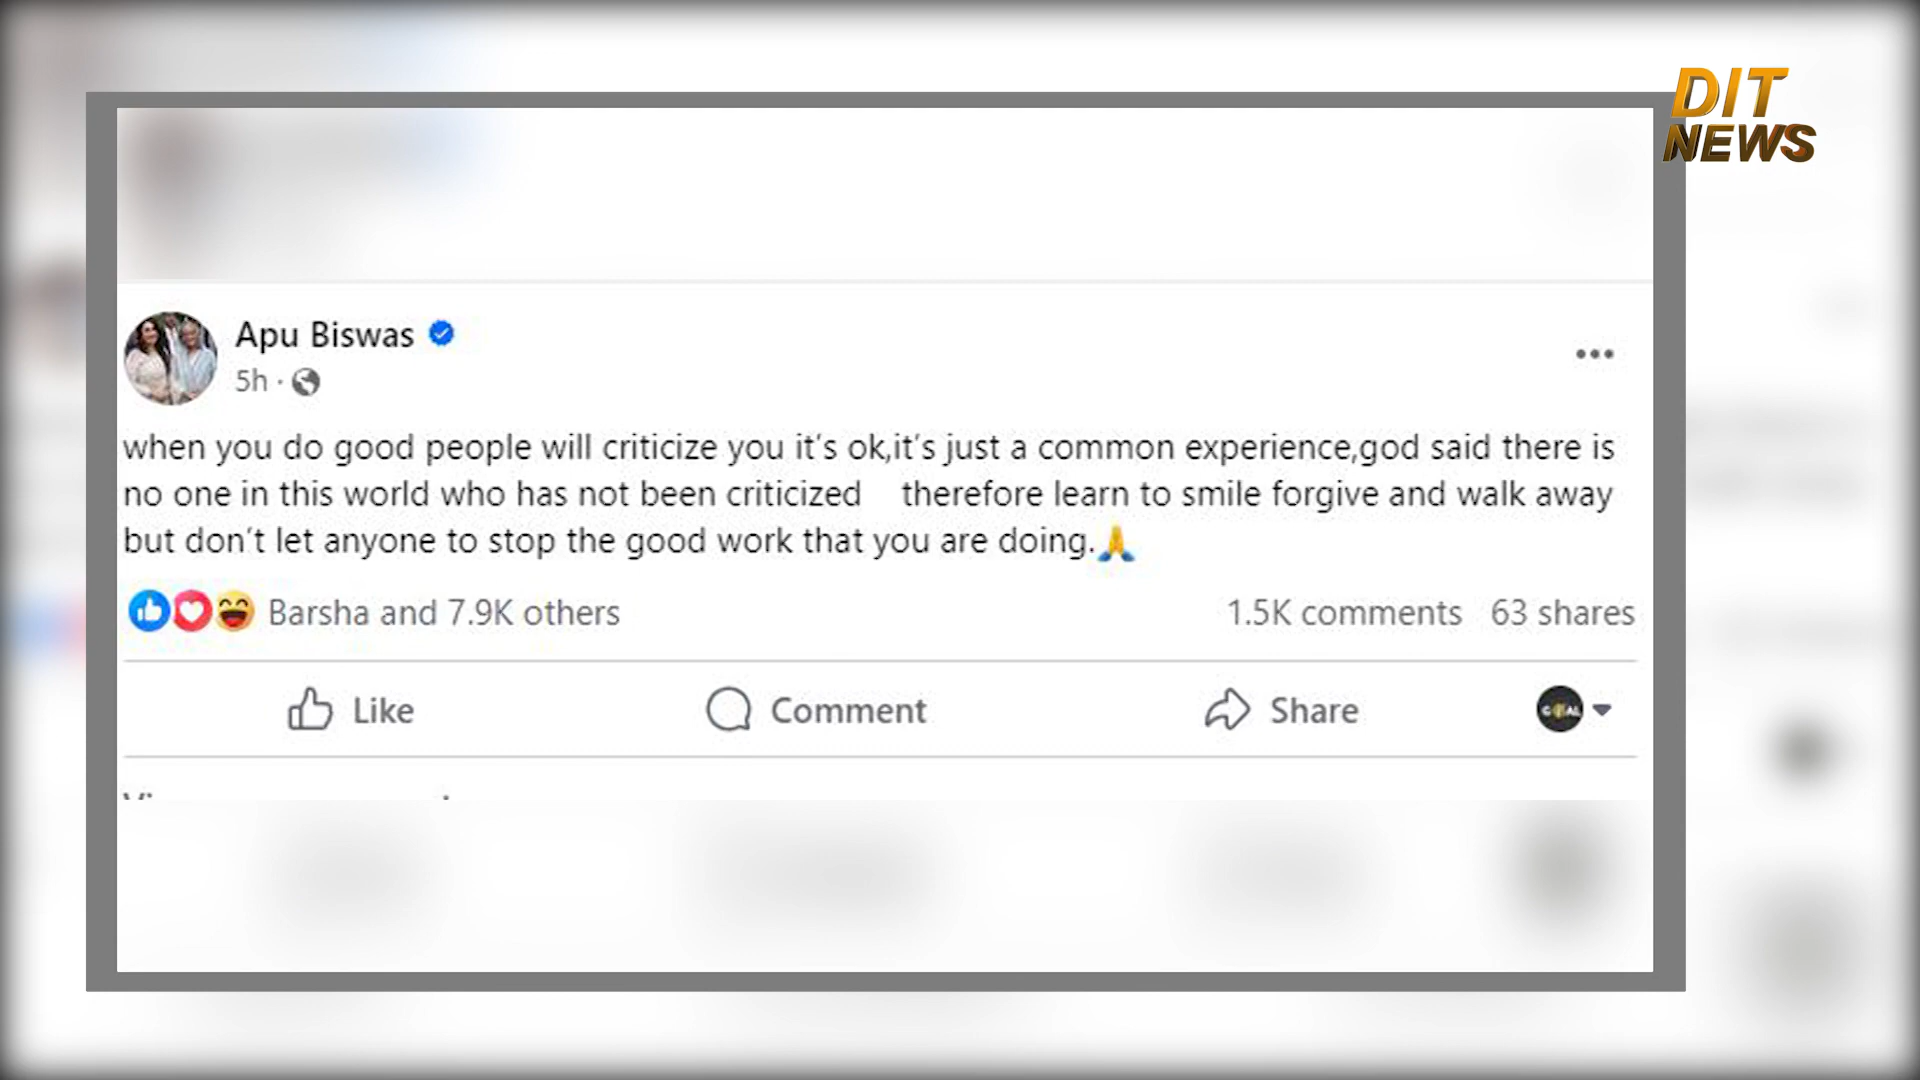 DIT
NEWS
Apu Biswas
5h ·
when you do good people will criticize you it's ok,it's just a common experience,god said there is
no one in this world who has not been criticized therefore learn to smile forgive and walk away
but don't let anyone to stop the good work that you are doing.🙏
Barsha and 7.9K others 1.5K comments 63 shares
Like Comment Share